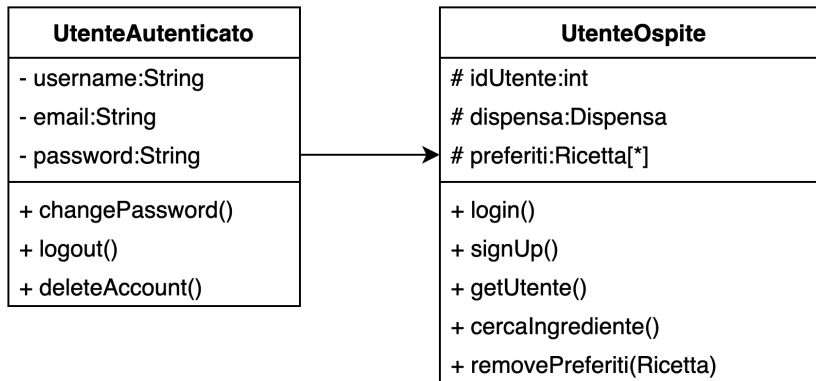 UtenteAutenticato
- username:String
- email:String
- password:String
+ changePassword()
+ logout()
+ deleteAccount()
UtenteOspite
# idUtente:int
# dispensa:Dispensa
# preferiti:Ricetta[*]
+ login()
+ signUp()
+ getUtente()
+ cercaIngrediente()
+ removePreferiti(Ricetta)